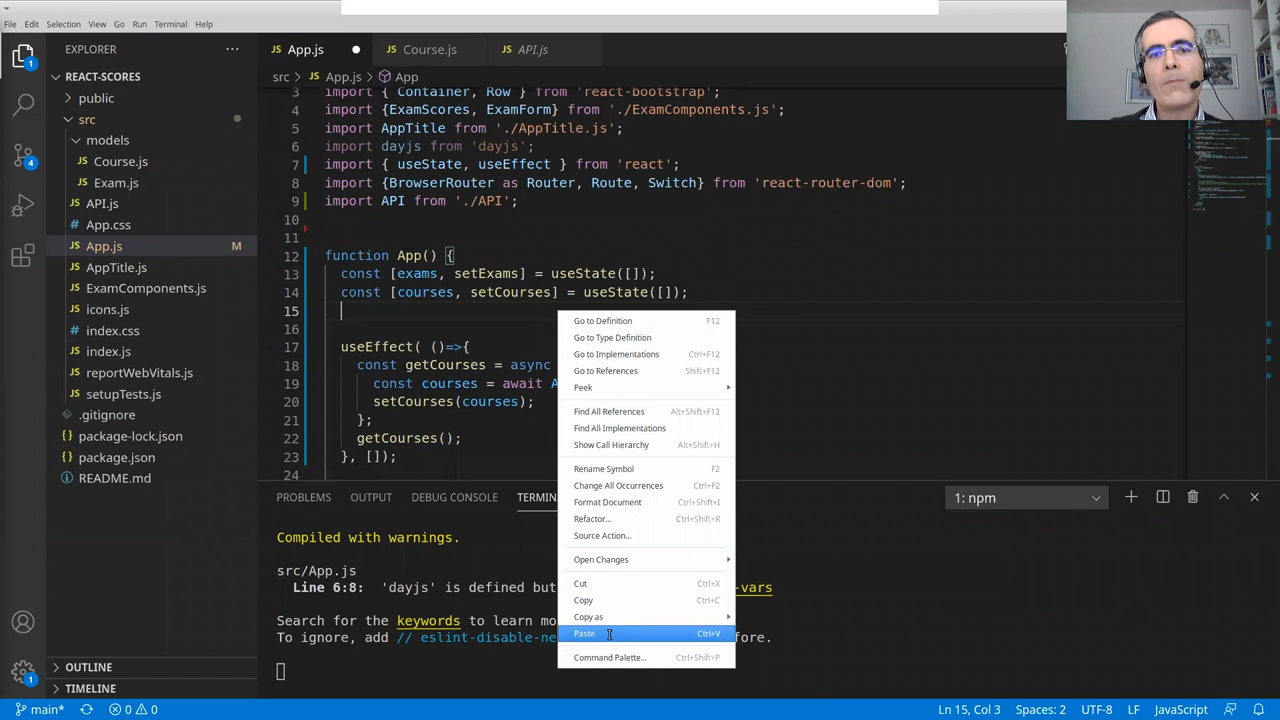 File Edit Selection View Go Run Terminal Help
EXPLORER
REACT-SCORES
public
src
models
JS Course.js
JS Exam.js
JS API.js
JS App.css
JS App.js M
JS AppTitle.js
JS ExamComponents.js
JS icons.js
index.css
JS index.js
JS reportWebVitals.js
JS setupTests.js
.gitignore
{} package-lock.json
{} package.json
README.md
OUTLINE
TIMELINE
1
4
1
JS App.js
JS Course.js
JS API.js
src > JS App.js > App
3 import { Container, Row } from 'react-bootstrap';
4 import {ExamScores, ExamForm} from './ExamComponents.js';
5 import AppTitle from './AppTitle.js';
6 import dayjs from 'dayjs';
7 import { useState, useEffect } from 'react';
8 import {BrowserRouter as Router, Route, Switch} from 'react-router-dom';
9 import API from './API';
10
11
12 function App() {
13 const [exams, setExams] = useState([]);
14 const [courses, setCourses] = useState([]);
15
16
17 useEffect( ()=>{
18 const getCourses = async
19 const courses = await A
20 setCourses(courses);
21 };
22 getCourses();
23 }, []);
24
Go to Definition F12
Go to Type Definition
Go to Implementations Ctrl+F12
Go to References Shift+F12
Peek
Find All References Alt+Shift+F12
Find All Implementations
Show Call Hierarchy Alt+Shift+H
Rename Symbol F2
Change All Occurrences Ctrl+F2
Format Document Ctrl+Shift+I
Refactor... Ctrl+Shift+R
Source Action...
Open Changes
Cut Ctrl+X
Copy Ctrl+C
Copy as
Paste Ctrl+V
Command Palette... Ctrl+Shift+P
PROBLEMS OUTPUT DEBUG CONSOLE TERMIN
1: npm
Compiled with warnings.
src/App.js
Line 6:8: 'dayjs' is defined but -vars
Search for the keywords to learn mo
To ignore, add // eslint-disable-ne fore.
main* 0 0 Ln 15, Col 3 Spaces: 2 UTF-8 LF JavaScript